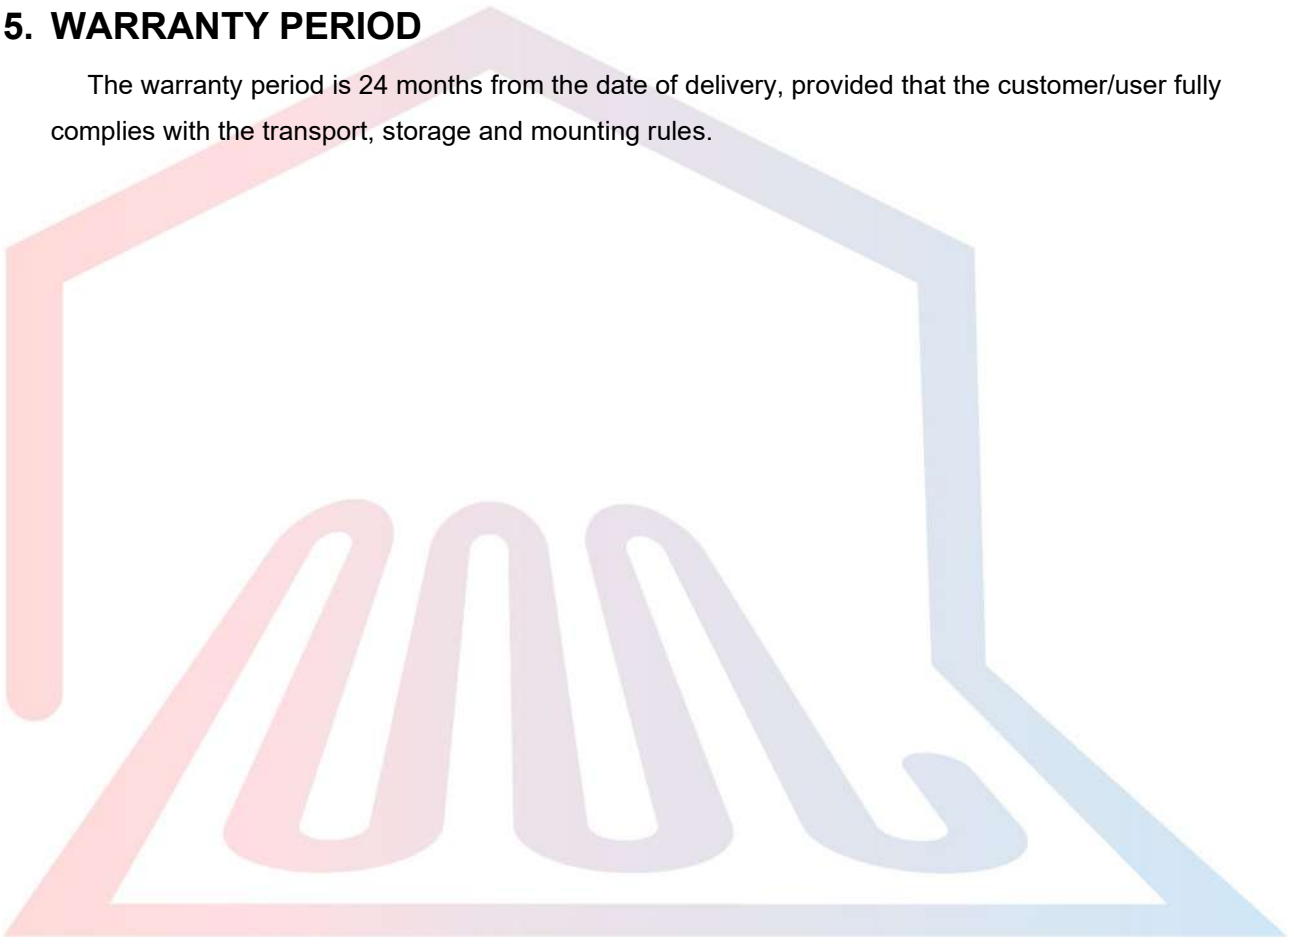 5. WARRANTY PERIOD
The warranty period is 24 months from the date of delivery, provided that the customer/user fully
complies with the transport, storage and mounting rules.